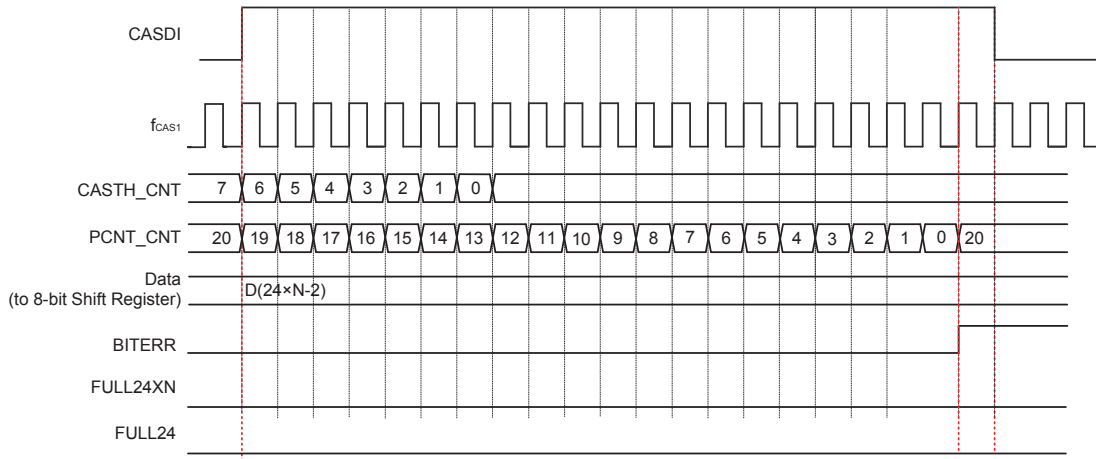 CASDI
fCAS1
CASTH_CNT 7 6 5 4 3 2 1 0
PCNT_CNT 20 19 18 17 16 15 14 13 12 11 10 9 8 7 6 5 4 3 2 1 0 20
Data
(to 8-bit Shift Register)
D(24×N-2)
BITERR
FULL24XN
FULL24